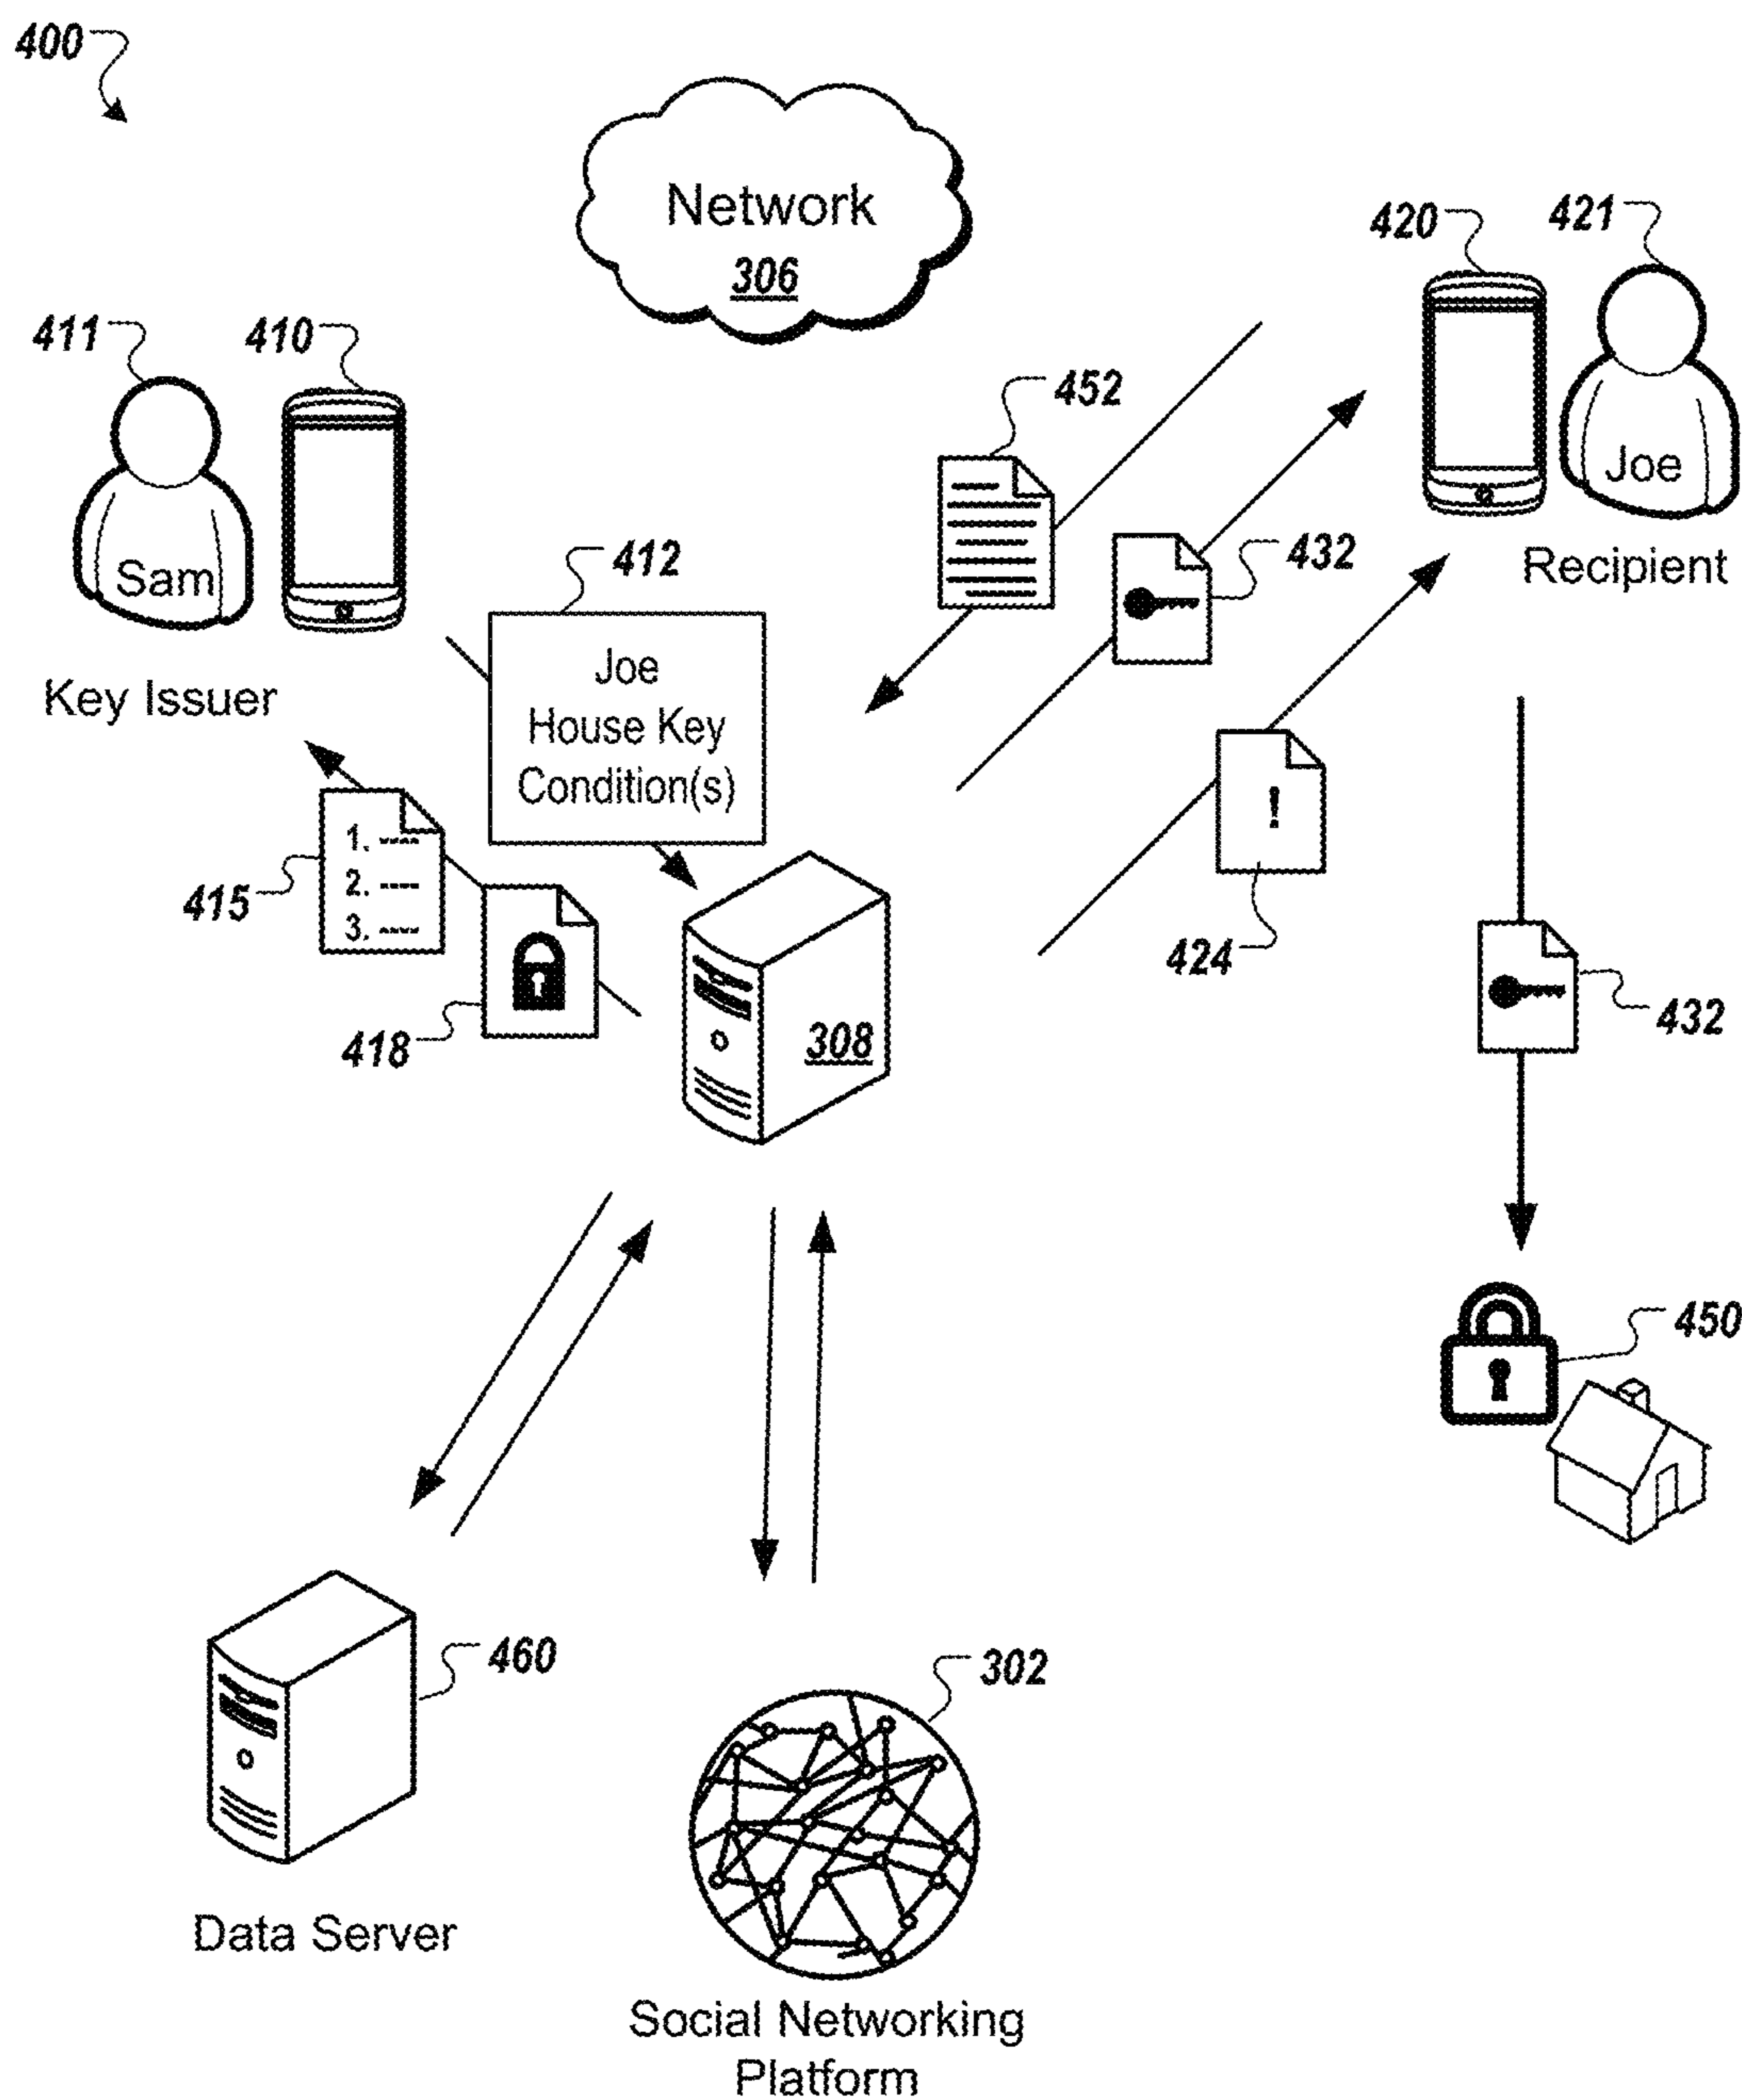 400
Network
306
420
421
411
410
452
Joe
Recipient
412
432
Sam
Key Issuer
Joe
House Key
Condition(s)
!
415
1. ----
2. ----
3. ----
424
418
308
432
450
460
302
Data Server
Social Networking
Platform